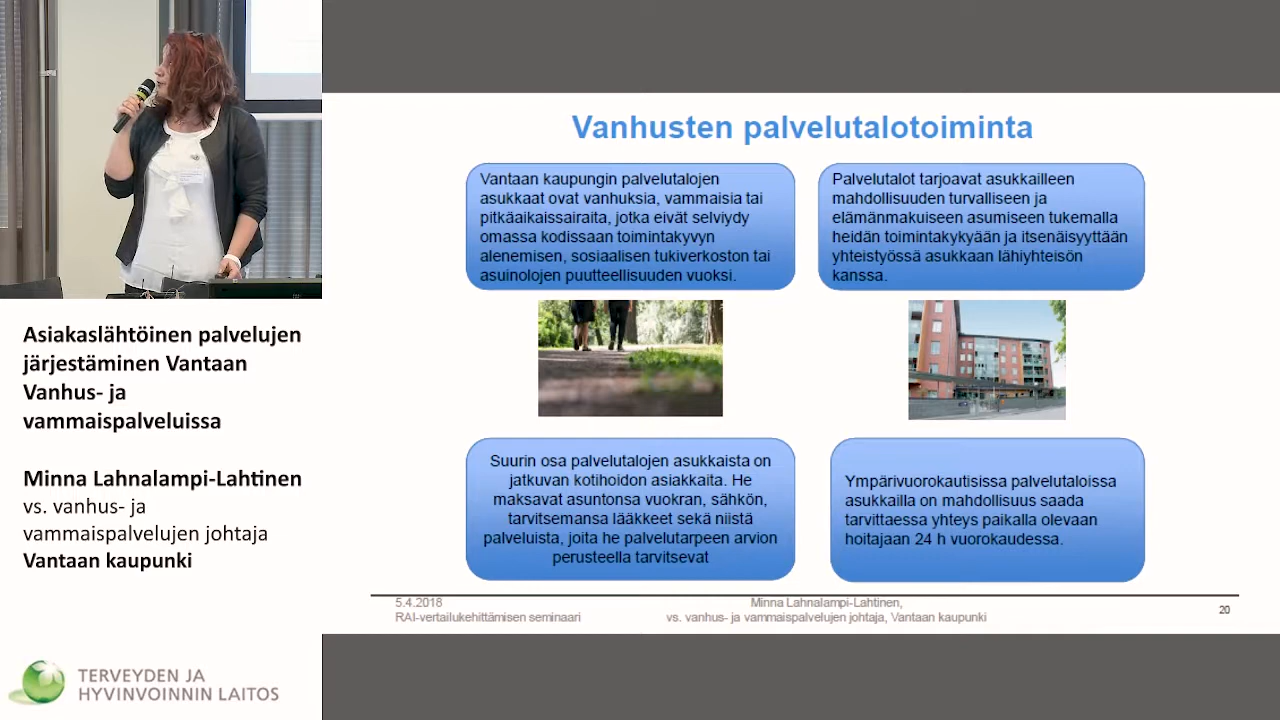 Asiakaslähtöinen palvelujen
järjestäminen Vantaan
Vanhus- ja
vammaispalveluissa
Minna Lahnalampi-Lahtinen
vs. vanhus- ja
vammaispalvelujen johtaja
Vantaan kaupunki
TERVEYDEN JA
HYVINVOINNIN LAITOS
Vanhusten palvelutalotoiminta
Vantaan kaupungin palvelutalojen
asukkaat ovat vanhuksia, vammaisia tai
pitkäaikaissairaita, jotka eivät selviydy
omassa kodissaan toimintakyvyn
alenemisen, sosiaalisen tukiverkoston tai
asuinolojen puutteellisuuden vuoksi.
Palvelutalot tarjoavat asukkailleen
mahdollisuuden turvalliseen ja
elämänmakuiseen asumiseen tukemalla
heidän toimintakykyään ja itsenäisyyttään
yhteistyössä asukkaan lähiyhteisön
kanssa.
Suurin osa palvelutalojen asukkaista on
jatkuvan kotihoidon asiakkaita. He
maksavat asuntonsa vuokran, sähkön,
tarvitsemansa lääkkeet sekä niistä
palveluista, joita he palvelutarpeen arvion
perusteella tarvitsevat
Ympärivuorokautisissa palvelutaloissa
asukkailla on mahdollisuus saada
tarvittaessa yhteys paikalla olevaan
hoitajaan 24 h vuorokaudessa.
5.4.2018
RAI-vertailukehittämisen seminaari
Minna Lahnalampi-Lahtinen,
vs. vanhus- ja vammaispalvelujen johtaja, Vantaan kaupunki
20